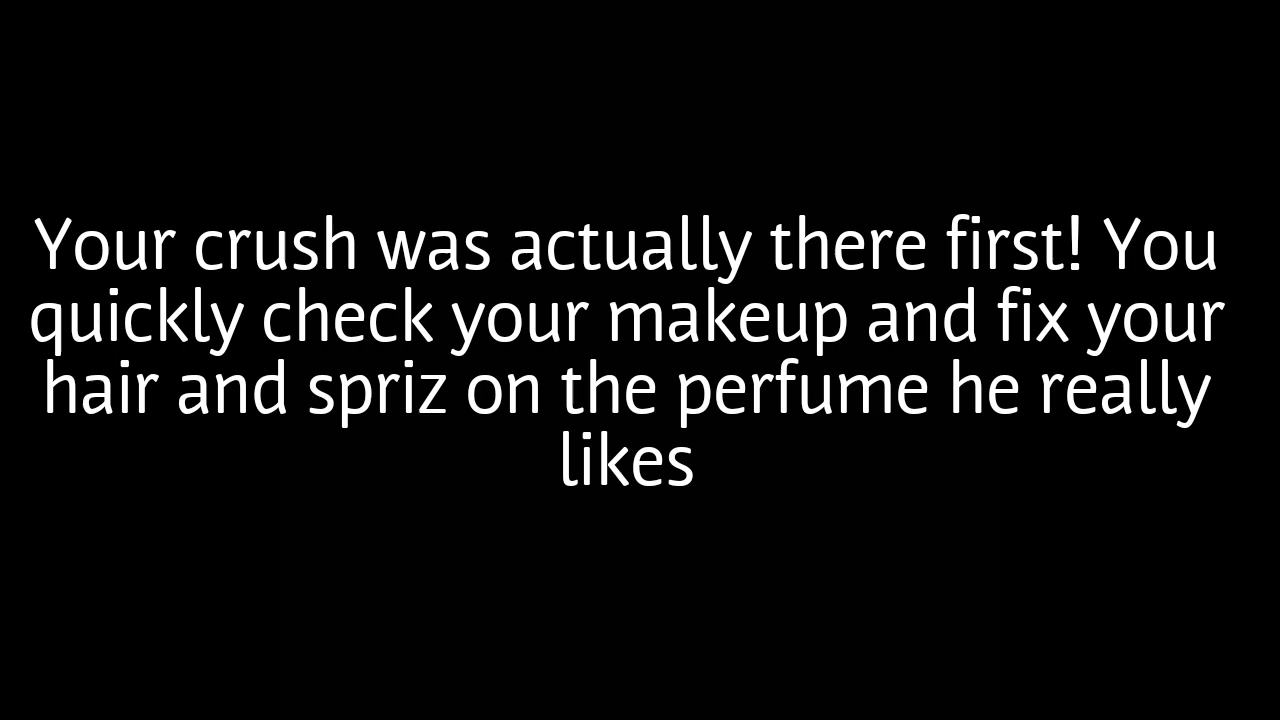 Your crush was actually there first! You
quickly check your makeup and fix your
hair and spriz on the perfume he really
likes